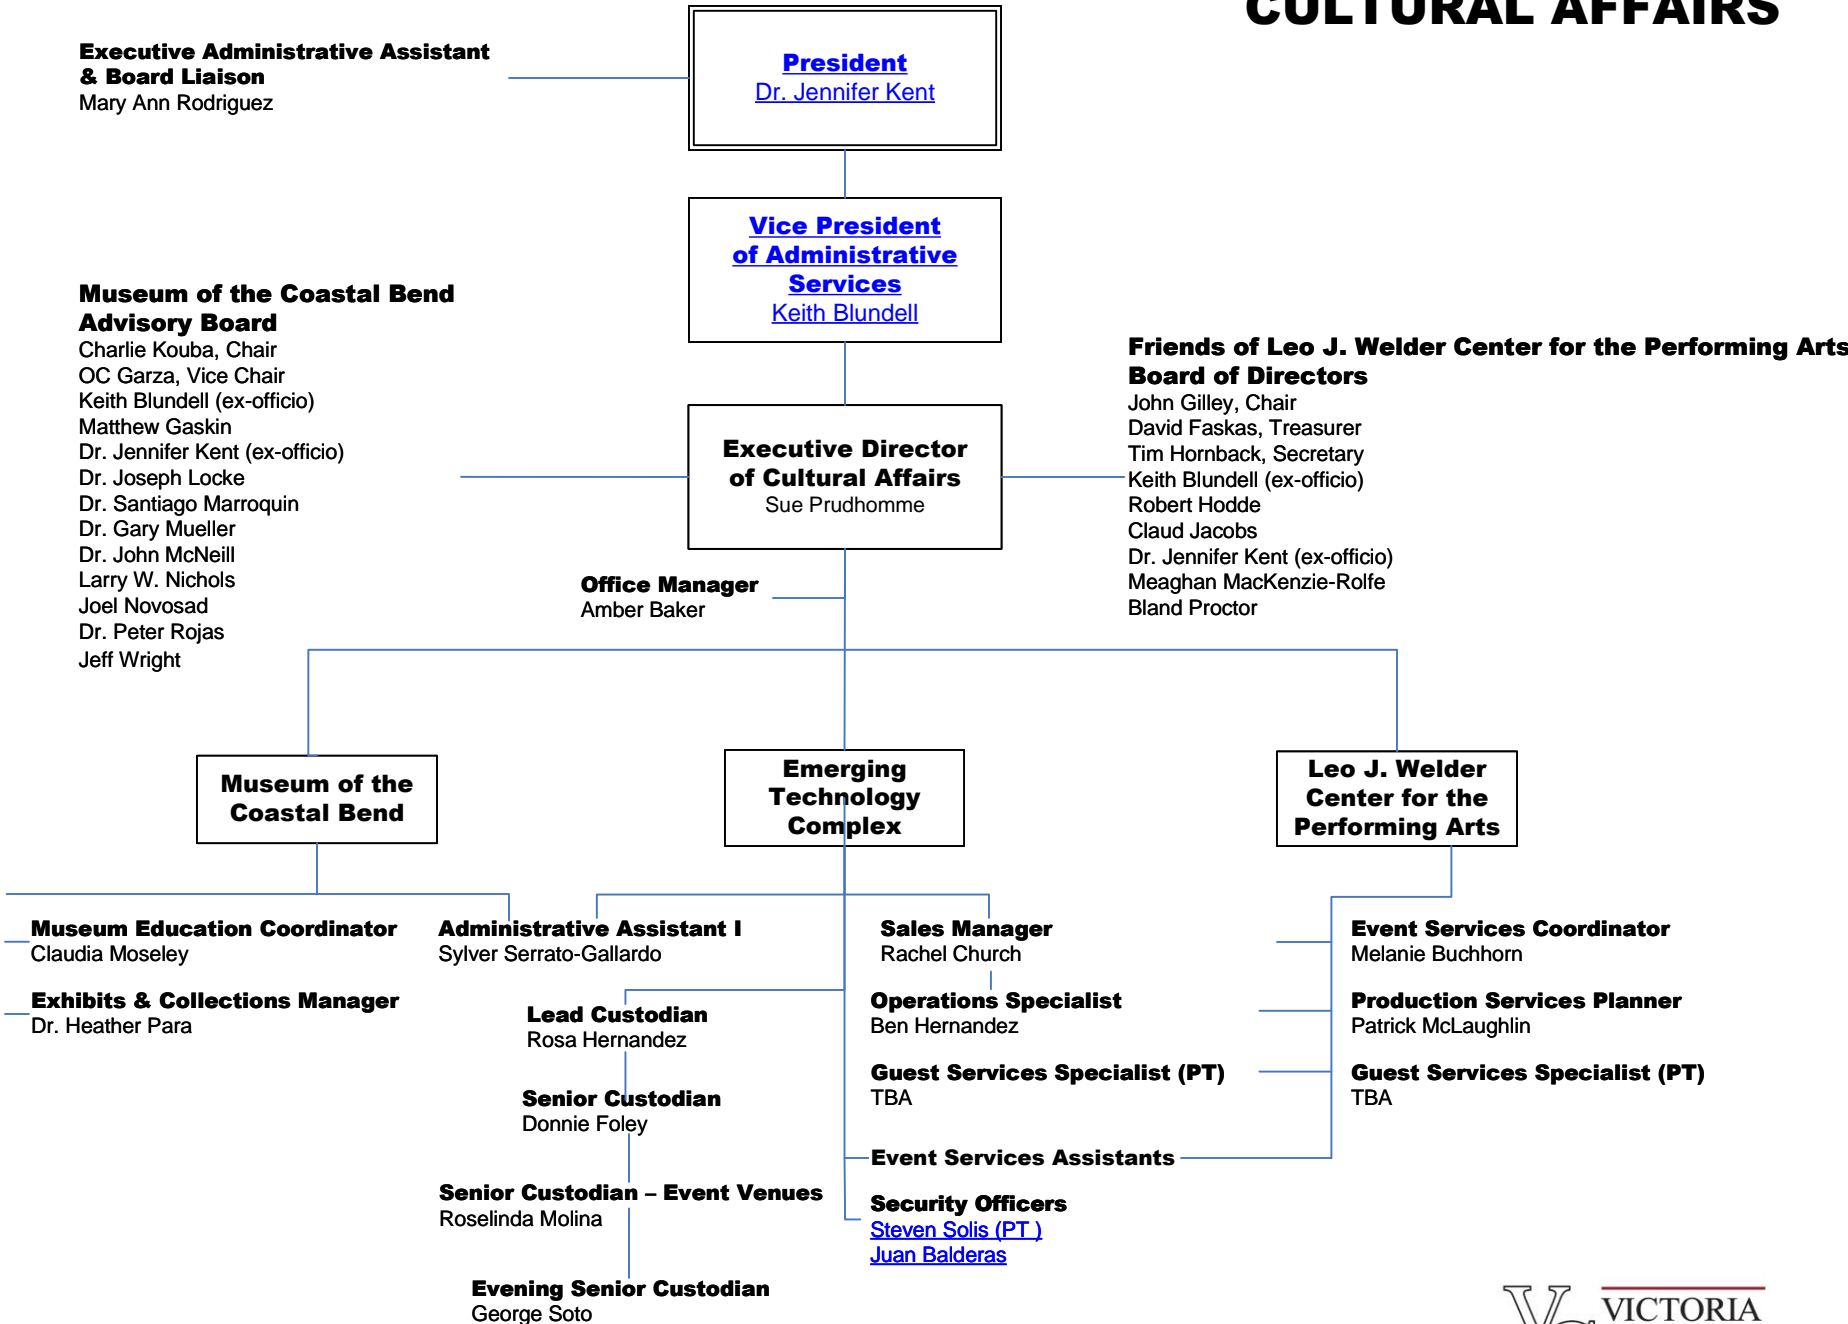 CULTURAL AFFAIRS
Executive Administrative Assistant
& Board Liaison
Mary Ann Rodriguez
President
Dr. Jennifer Kent
Vice President
of Administrative
Services
Keith Blundell
Museum of the Coastal Bend
Advisory Board
Charlie Kouba, Chair
OC Garza, Vice Chair
Keith Blundell (ex-officio)
Matthew Gaskin
Dr. Jennifer Kent (ex-officio)
Dr. Joseph Locke
Dr. Santiago Marroquin
Dr. Gary Mueller
Dr. John McNeill
Larry W. Nichols
Joel Novosad
Dr. Peter Rojas
Jeff Wright
Executive Director
of Cultural Affairs
Sue Prudhomme
Friends of Leo J. Welder Center for the Performing Arts
Board of Directors
John Gilley, Chair
David Faskas, Treasurer
Tim Hornback, Secretary
Keith Blundell (ex-officio)
Robert Hodde
Claud Jacobs
Dr. Jennifer Kent (ex-officio)
Meaghan MacKenzie-Rolfe
Bland Proctor
Office Manager
Amber Baker
Museum of the
Coastal Bend
Emerging
Technology
Complex
Leo J. Welder
Center for the
Performing Arts
Museum Education Coordinator
Claudia Moseley
Exhibits & Collections Manager
Dr. Heather Para
Administrative Assistant I
Sylver Serrato-Gallardo
Lead Custodian
Rosa Hernandez
Senior Custodian
Donnie Foley
Senior Custodian – Event Venues
Roselinda Molina
Evening Senior Custodian
George Soto
Sales Manager
Rachel Church
Operations Specialist
Ben Hernandez
Guest Services Specialist (PT)
TBA
Event Services Assistants
Security Officers
Steven Solis (PT )
Juan Balderas
Event Services Coordinator
Melanie Buchhorn
Production Services Planner
Patrick McLaughlin
Guest Services Specialist (PT)
TBA
VICTORIA